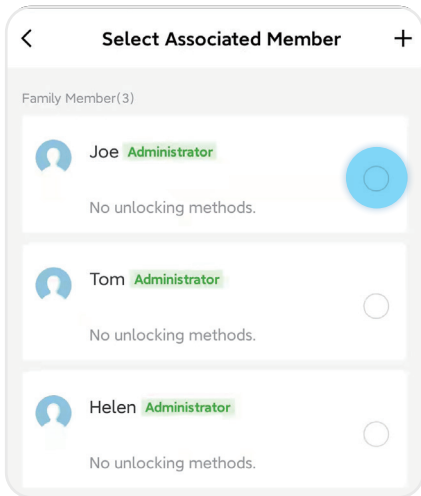 Select Associated Member
Family Member(3)
Joe Administrator
No unlocking methods.
Tom Administrator
No unlocking methods.
Helen Administrator
No unlocking methods.